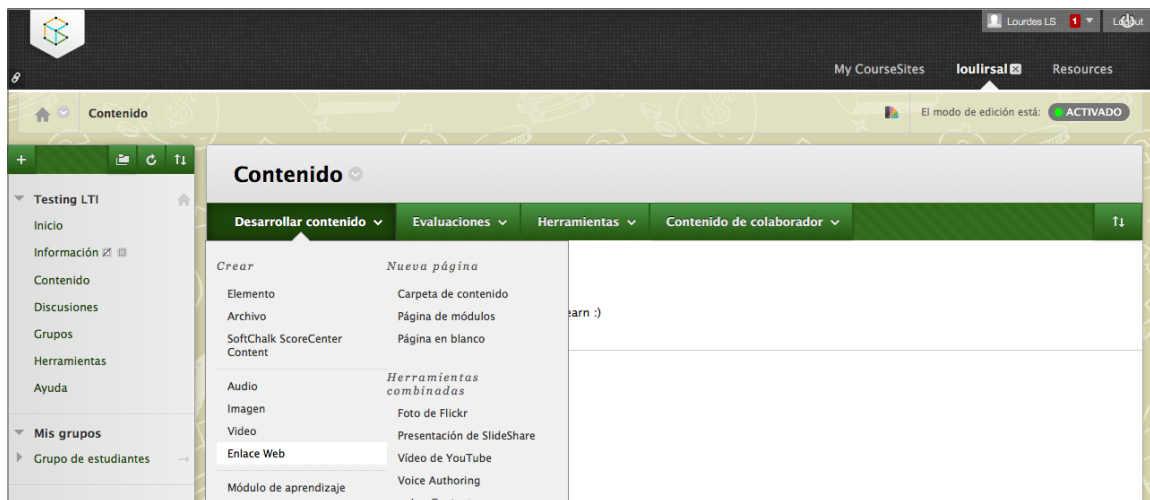 Lourdes LS 1 Logout
My CourseSites loulirsal Resources
Contenido El modo de edición está: ACTIVADO
Testing LTI
Inicio
Información
Contenido
Discusiones
Grupos
Herramientas
Ayuda
Mis grupos
Grupo de estudiantes
Contenido
Desarrollar contenido Evaluaciones Herramientas Contenido de colaborador
Crear
Elemento
Archivo
SoftChalk ScoreCenter
Content
Audio
Imagen
Video
Enlace Web
Módulo de aprendizaje
Nueva página
Carpeta de contenido
Página de módulos
Página en blanco
Herramientas
combinadas
Foto de Flickr
Presentación de SlideShare
Vídeo de YouTube
Voice Authoring
earn :)